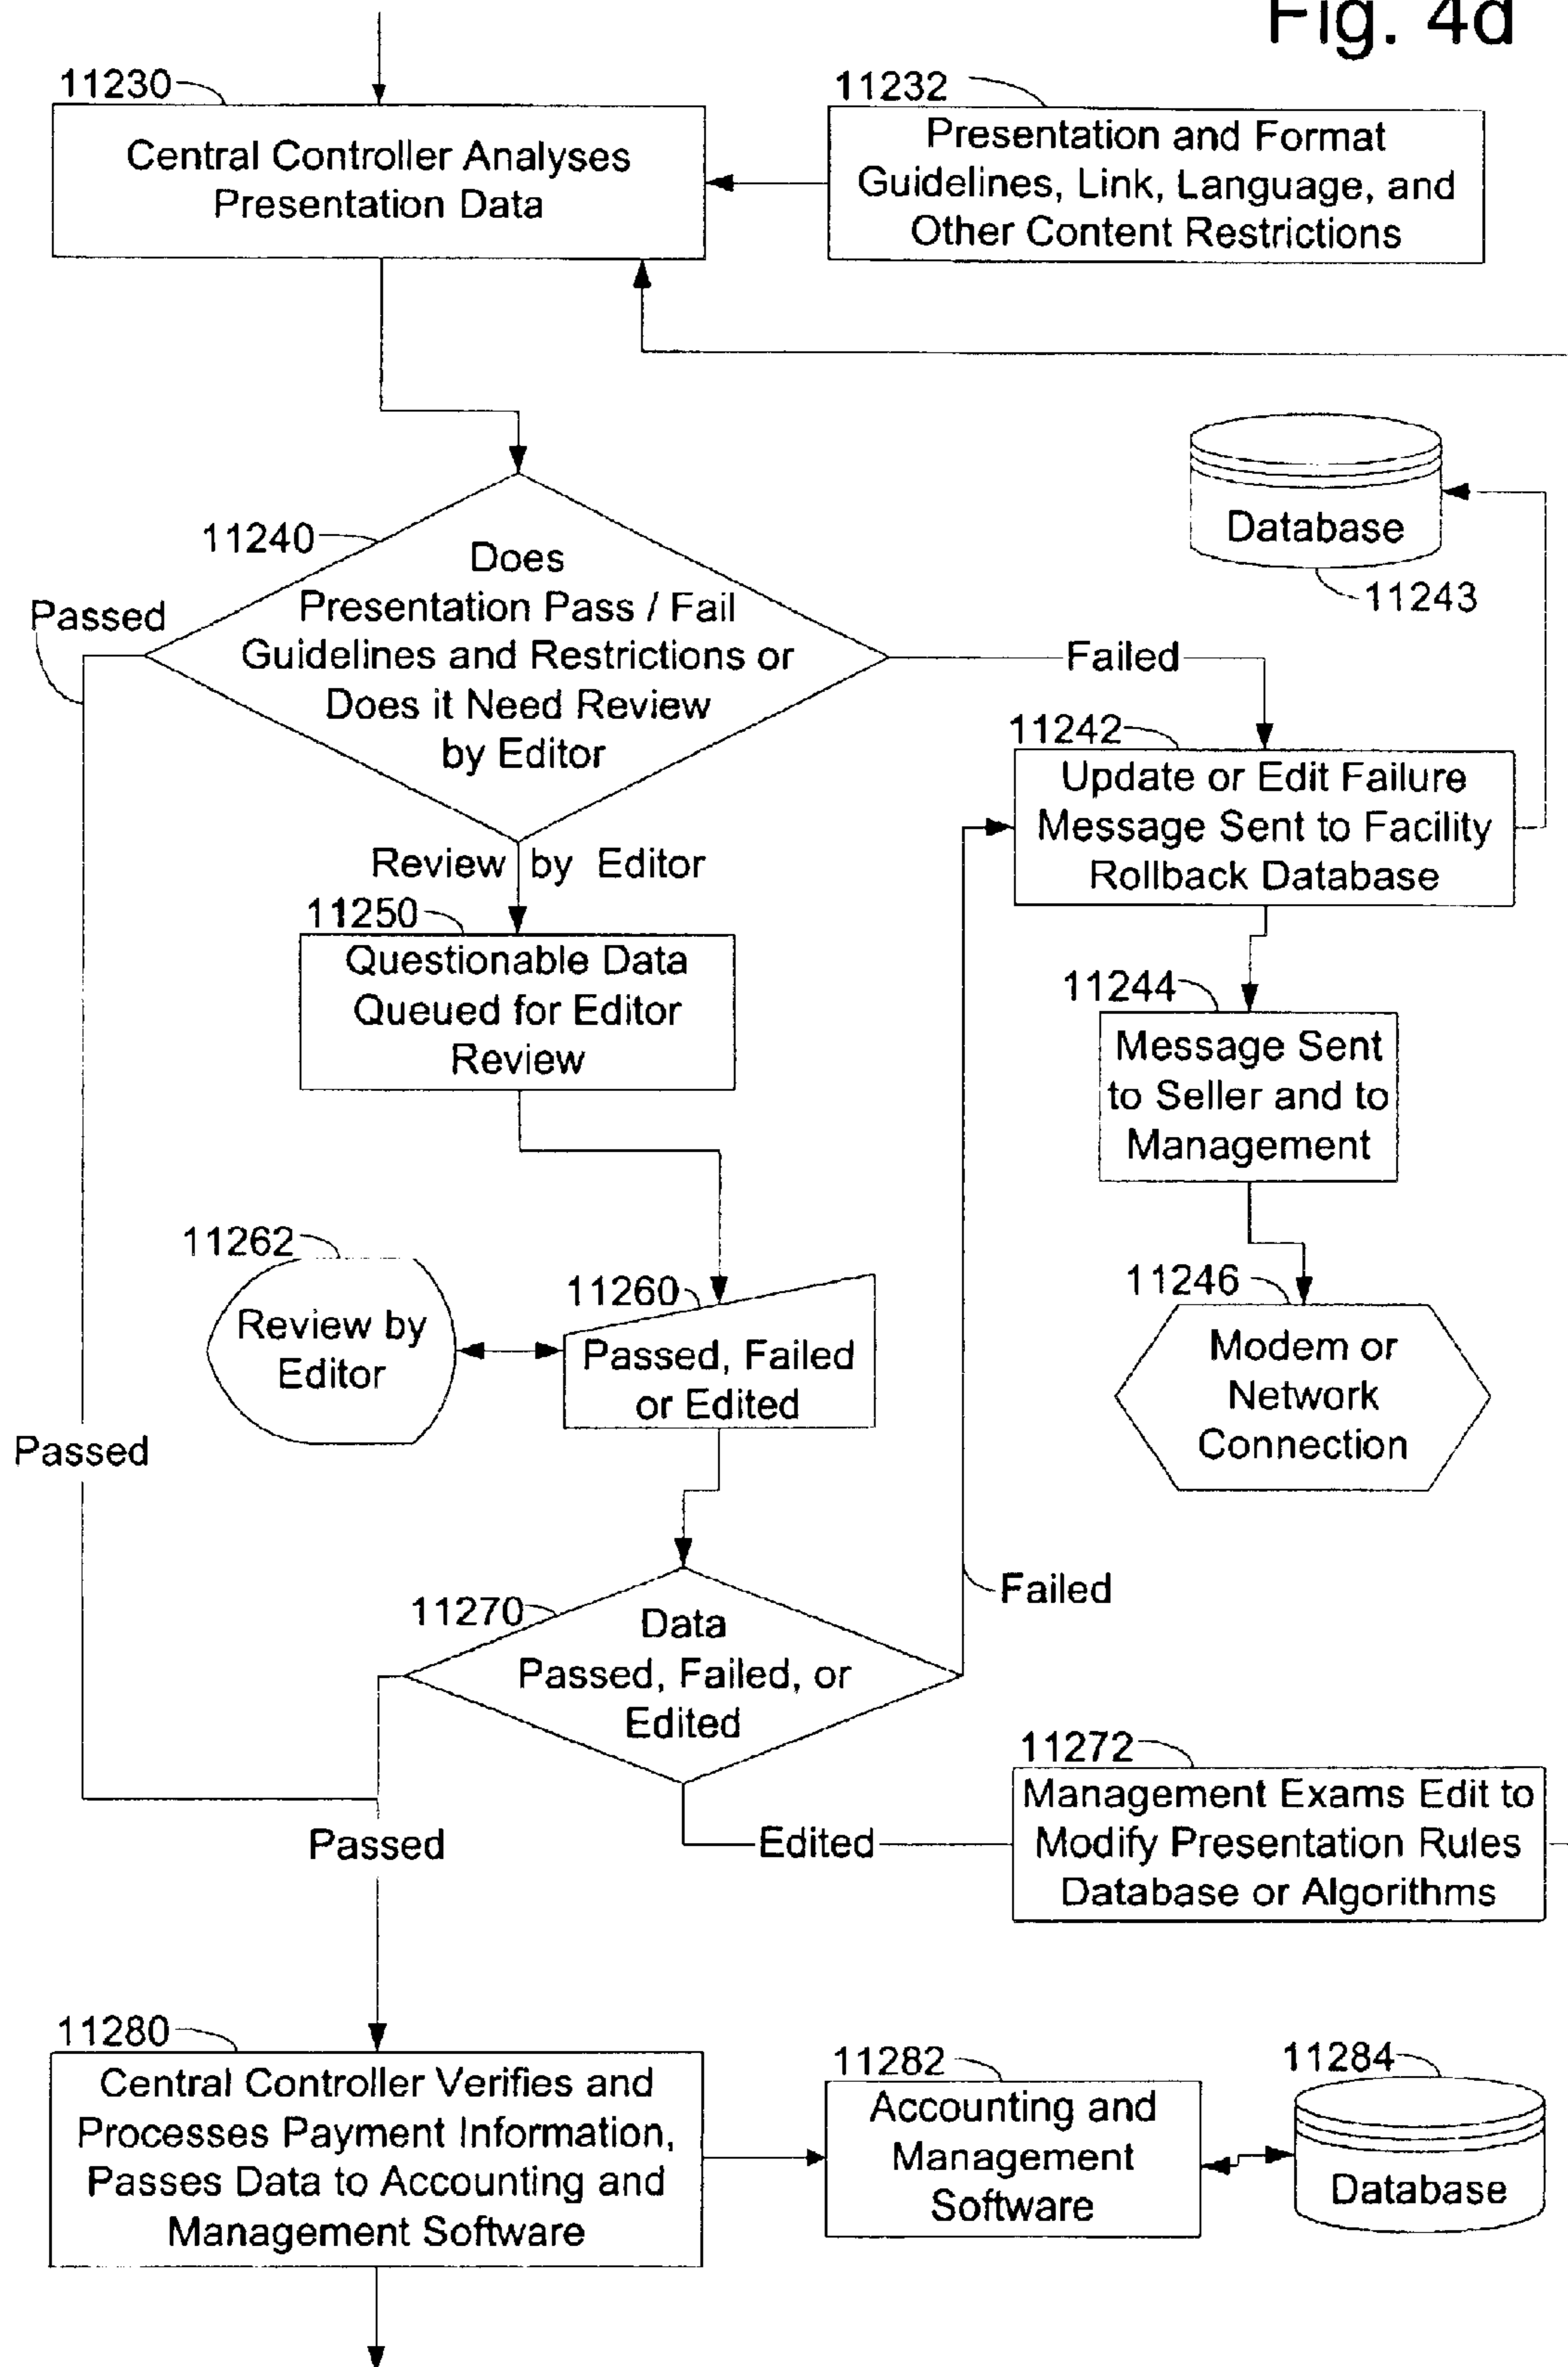 Fig. 4d
11230
Central Controller Analyses
Presentation Data
11232
Presentation and Format
Guidelines, Link, Language, and
Other Content Restrictions
11240
Does
Presentation Pass / Fail
Guidelines and Restrictions or
Does it Need Review
by Editor
Passed
Failed
Database
11243
11242
Update or Edit Failure
Message Sent to Facility
Rollback Database
Review by Editor
11250
Questionable Data
Queued for Editor
Review
11244
Message Sent
to Seller and to
Management
11262
Review by
Editor
11260
Passed, Failed
or Edited
11246
Modem or
Network
Connection
Passed
Failed
11270
Data
Passed, Failed, or
Edited
11272
Management Exams Edit to
Modify Presentation Rules
Database or Algorithms
Edited
Passed
11280
Central Controller Verifies and
Processes Payment Information,
Passes Data to Accounting and
Management Software
11282
Accounting and
Management
Software
11284
Database